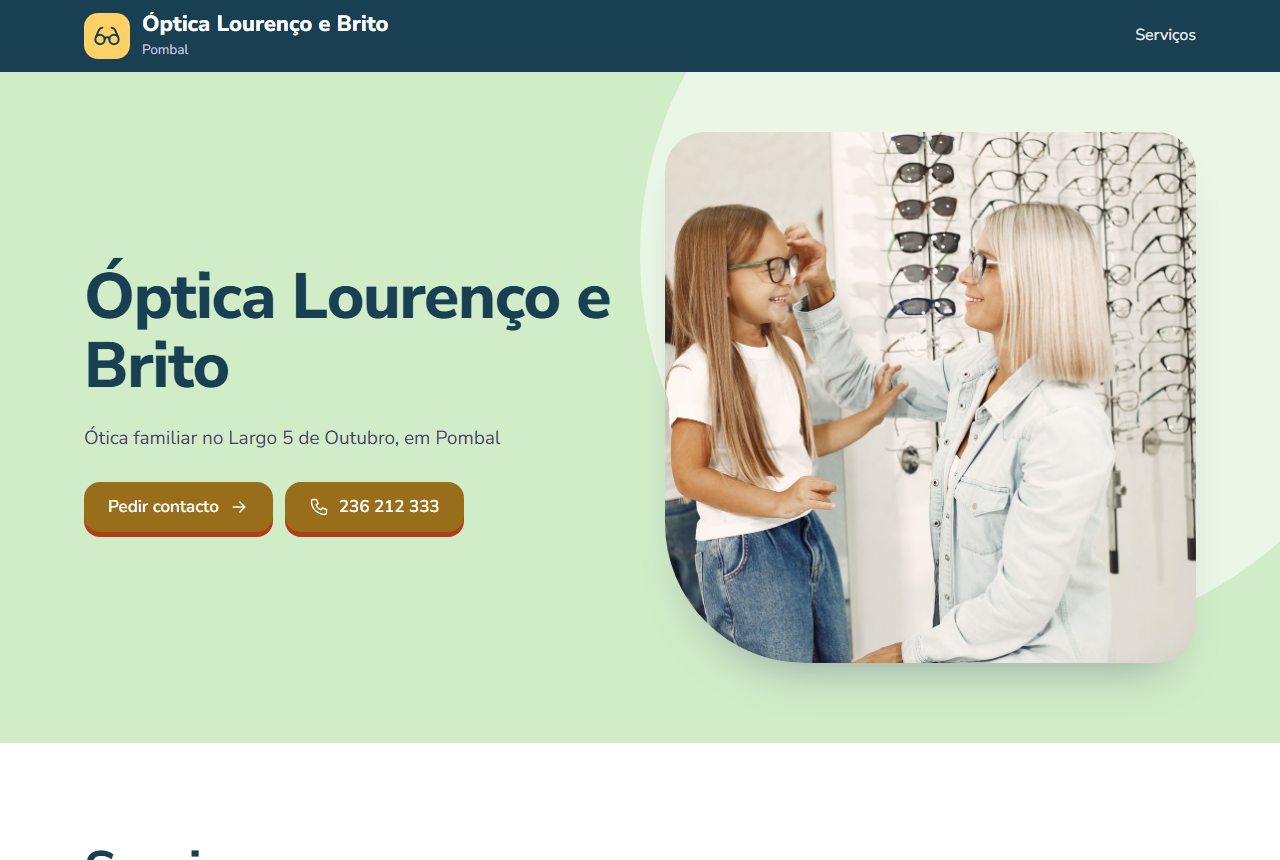 Óptica Lourenço e Brito
Pombal
Serviços
Óptica Lourenço e
Brito
Ótica familiar no Largo 5 de Outubro, em Pombal
Pedir contacto
236 212 333